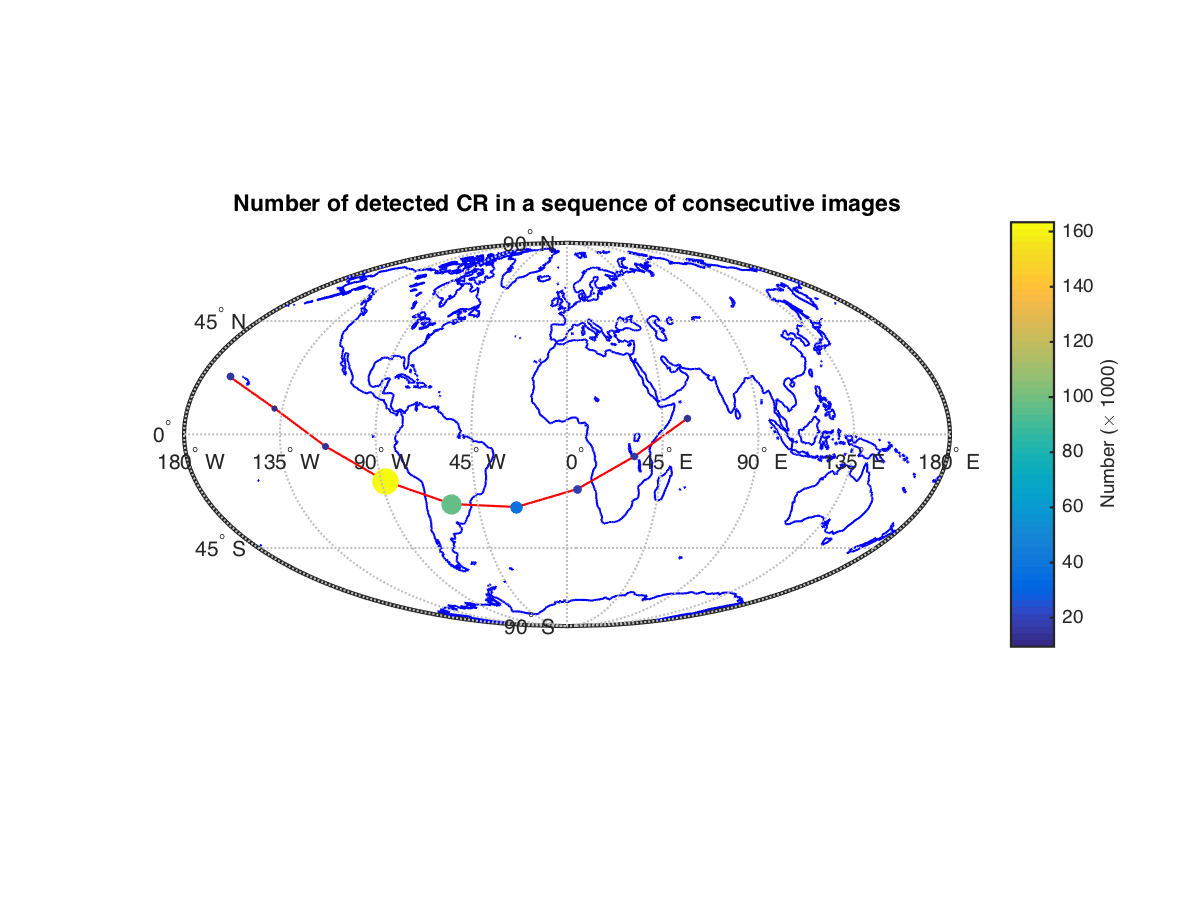 Number of detected CR in a sequence of consecutive images
90° N
45° N
0°
180° W 135° W 90° W 45° W 0° 45° E 90° E 135° E 180° E
45° S
90° S
160
140
120
100
80
60
40
20
Number (× 1000)